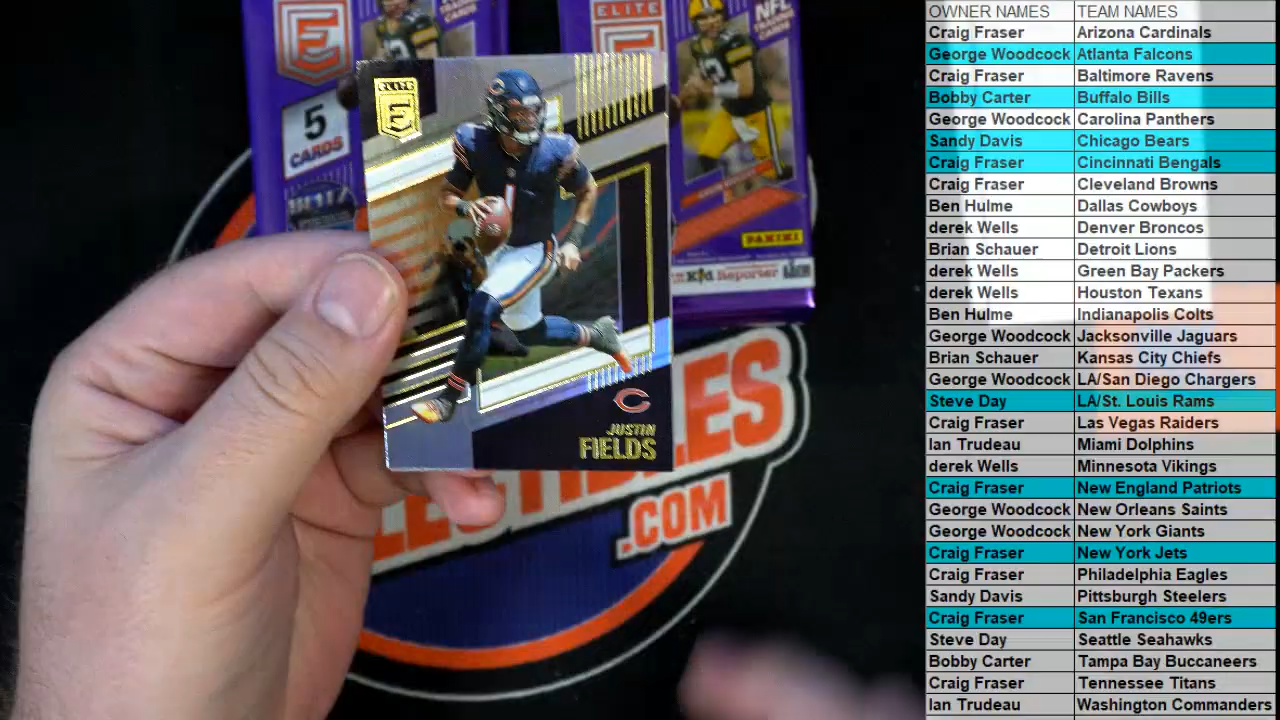 ELITE
NFL
5
CARDS
ELITE
E
PANINI
Kid Reporter
JUSTIN
FIELDS
LECTIBLES
.COM
OWNER NAMES TEAM NAMES
Craig Fraser Arizona Cardinals
George Woodcock Atlanta Falcons
Craig Fraser Baltimore Ravens
Bobby Carter Buffalo Bills
George Woodcock Carolina Panthers
Sandy Davis Chicago Bears
Craig Fraser Cincinnati Bengals
Craig Fraser Cleveland Browns
Ben Hulme Dallas Cowboys
derek Wells Denver Broncos
Brian Schauer Detroit Lions
derek Wells Green Bay Packers
derek Wells Houston Texans
Ben Hulme Indianapolis Colts
George Woodcock Jacksonville Jaguars
Brian Schauer Kansas City Chiefs
George Woodcock LA/San Diego Chargers
Steve Day LA/St. Louis Rams
Craig Fraser Las Vegas Raiders
Ian Trudeau Miami Dolphins
derek Wells Minnesota Vikings
Craig Fraser New England Patriots
George Woodcock New Orleans Saints
George Woodcock New York Giants
Craig Fraser New York Jets
Craig Fraser Philadelphia Eagles
Sandy Davis Pittsburgh Steelers
Craig Fraser San Francisco 49ers
Steve Day Seattle Seahawks
Bobby Carter Tampa Bay Buccaneers
Craig Fraser Tennessee Titans
Ian Trudeau Washington Commanders